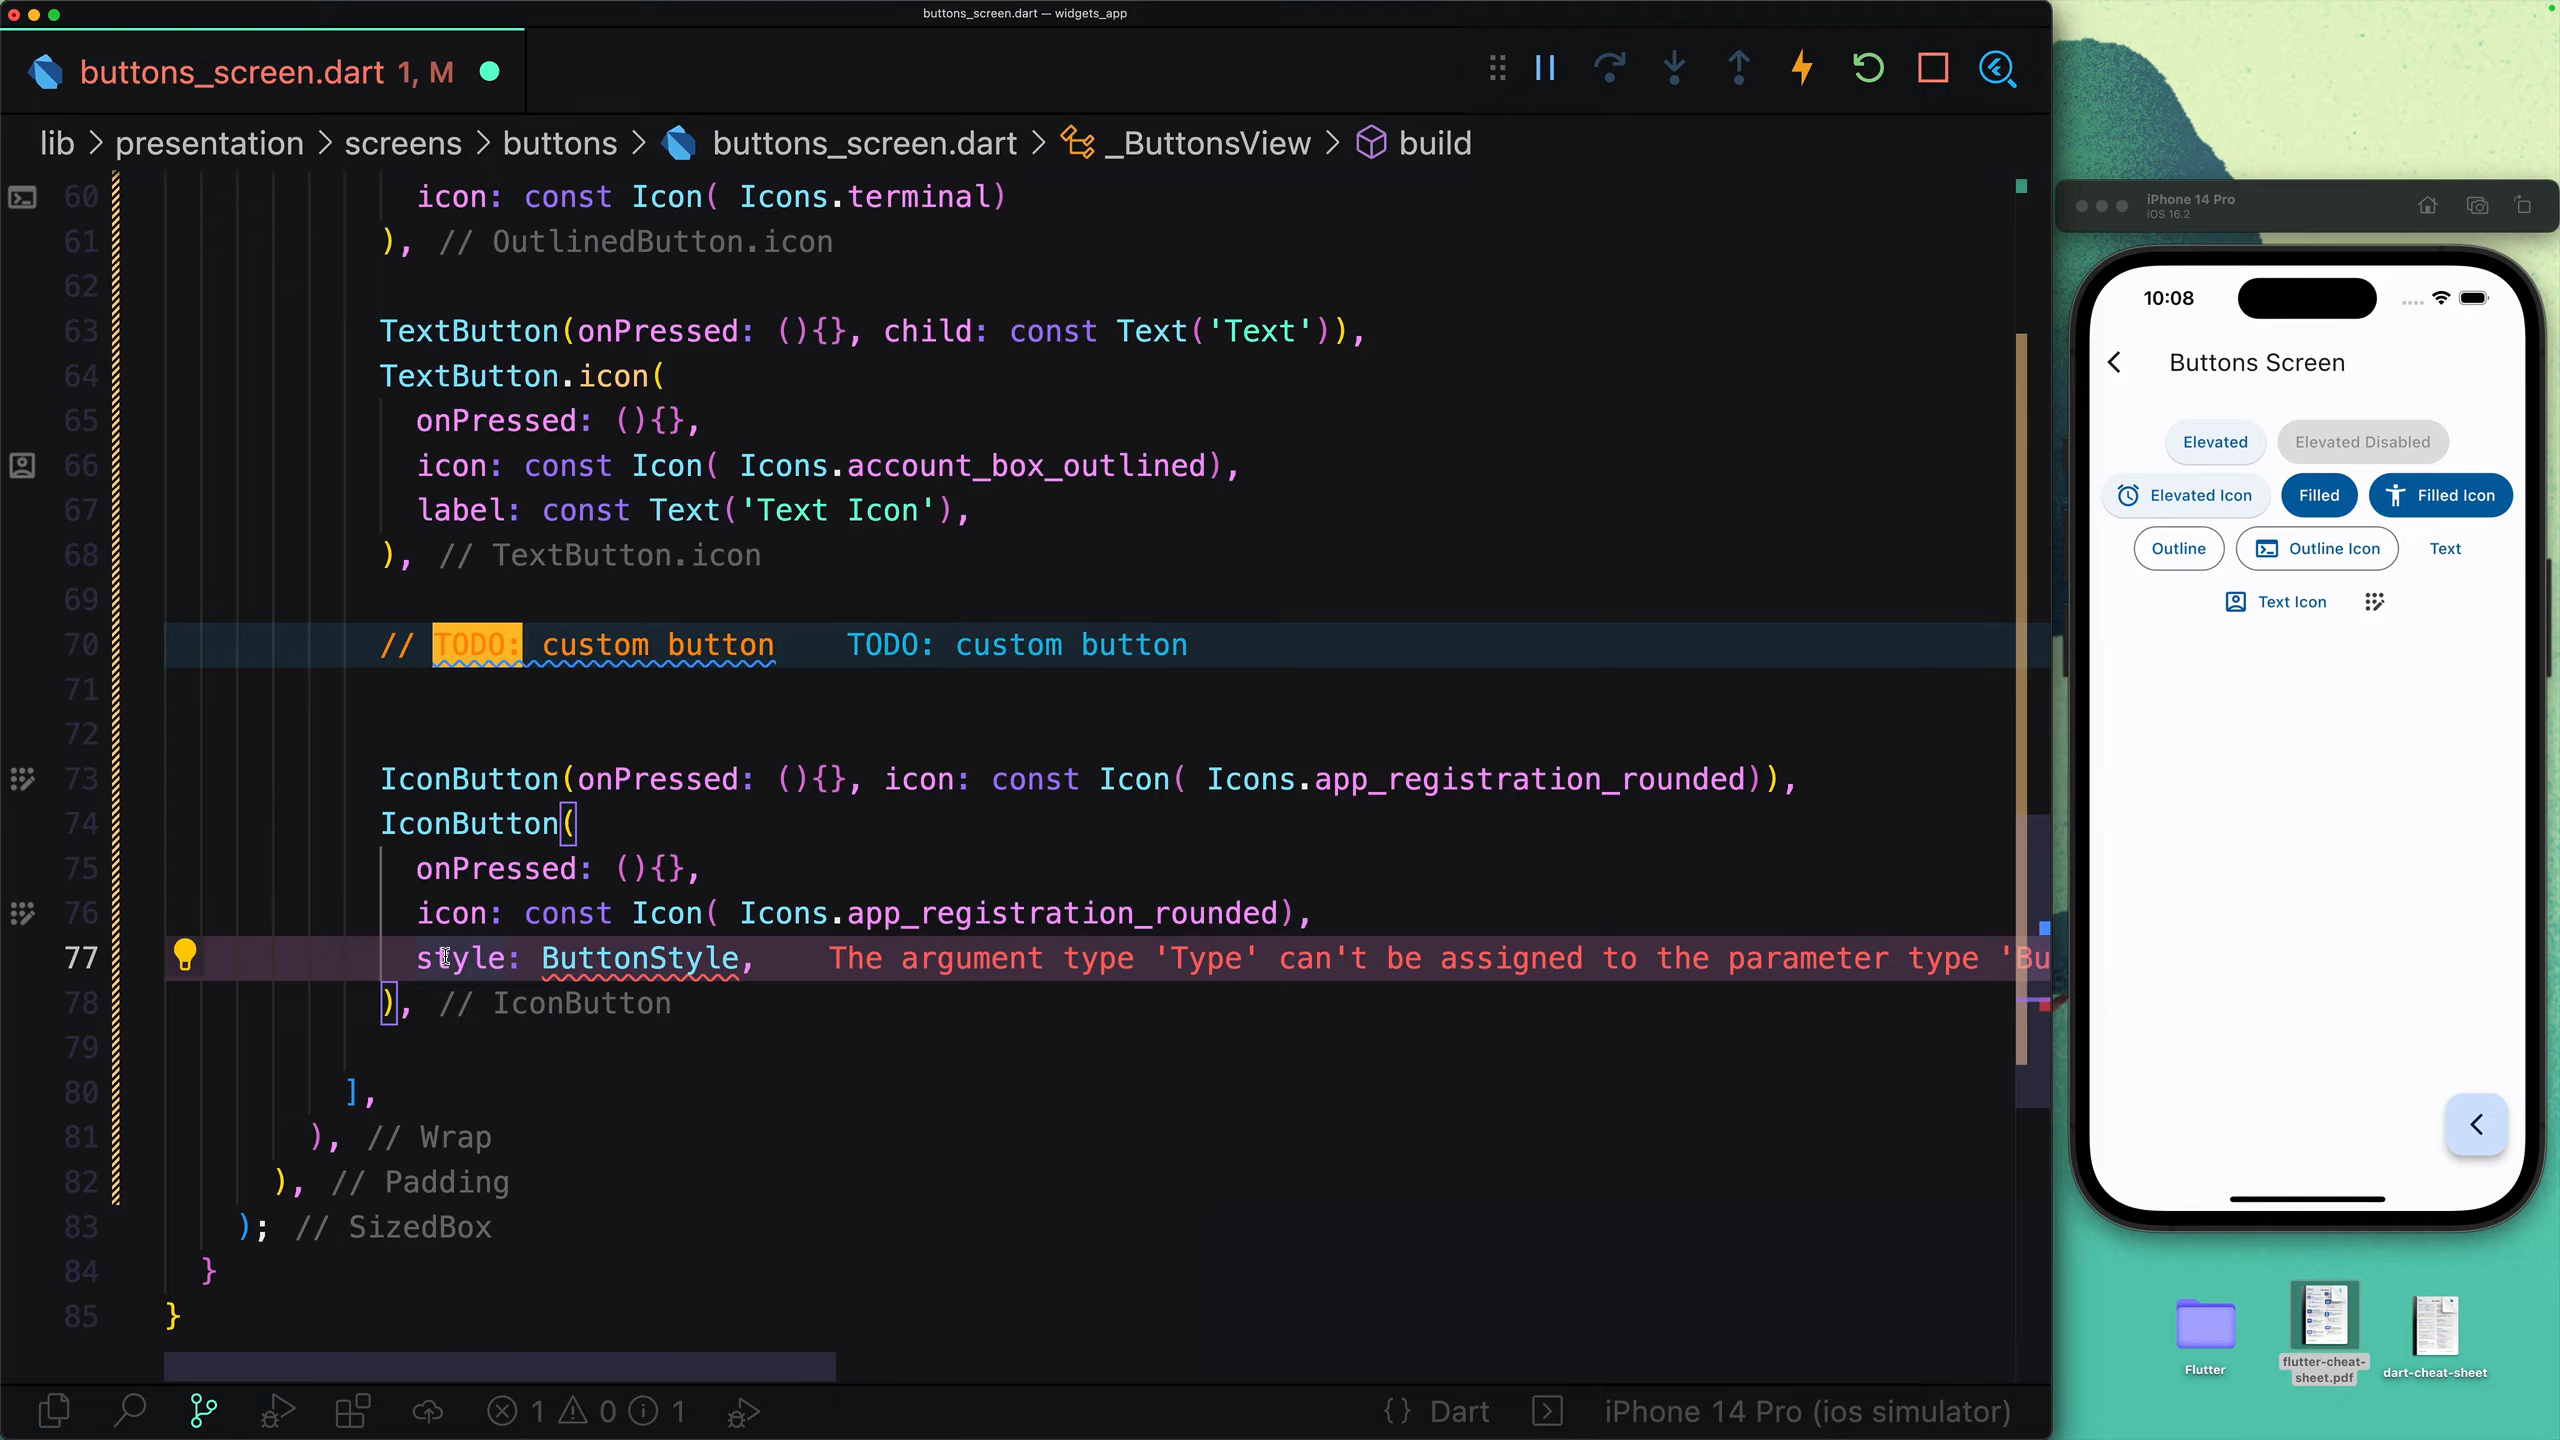 buttons_screen.dart — widgets_app
buttons_screen.dart 1, M
lib > presentation > screens > buttons > buttons_screen.dart > _ButtonsView > build
60 icon: const Icon( Icons.terminal)
61 ), // OutlinedButton.icon
62
63 TextButton(onPressed: (){}, child: const Text('Text')),
64 TextButton.icon(
65 onPressed: (){},
66 icon: const Icon( Icons.account_box_outlined),
67 label: const Text('Text Icon'),
68 ), // TextButton.icon
69
70 // TODO: custom button TODO: custom button
71
72
73 IconButton(onPressed: (){}, icon: const Icon( Icons.app_registration_rounded)),
74 IconButton(
75 onPressed: (){},
76 icon: const Icon( Icons.app_registration_rounded),
77 style: ButtonStyle, The argument type 'Type' can't be assigned to the parameter type 'Bu
78 ), // IconButton
79
80 ],
81 ), // Wrap
82 ), // Padding
83 ); // SizedBox
84 }
85 }
1 0 1
{} Dart
iPhone 14 Pro (ios simulator)
iPhone 14 Pro
iOS 16.2
10:08
Buttons Screen
Elevated
Elevated Disabled
Elevated Icon
Filled
Filled Icon
Outline
Outline Icon
Text
Text Icon
Flutter
flutter-cheat-
sheet.pdf
dart-cheat-sheet